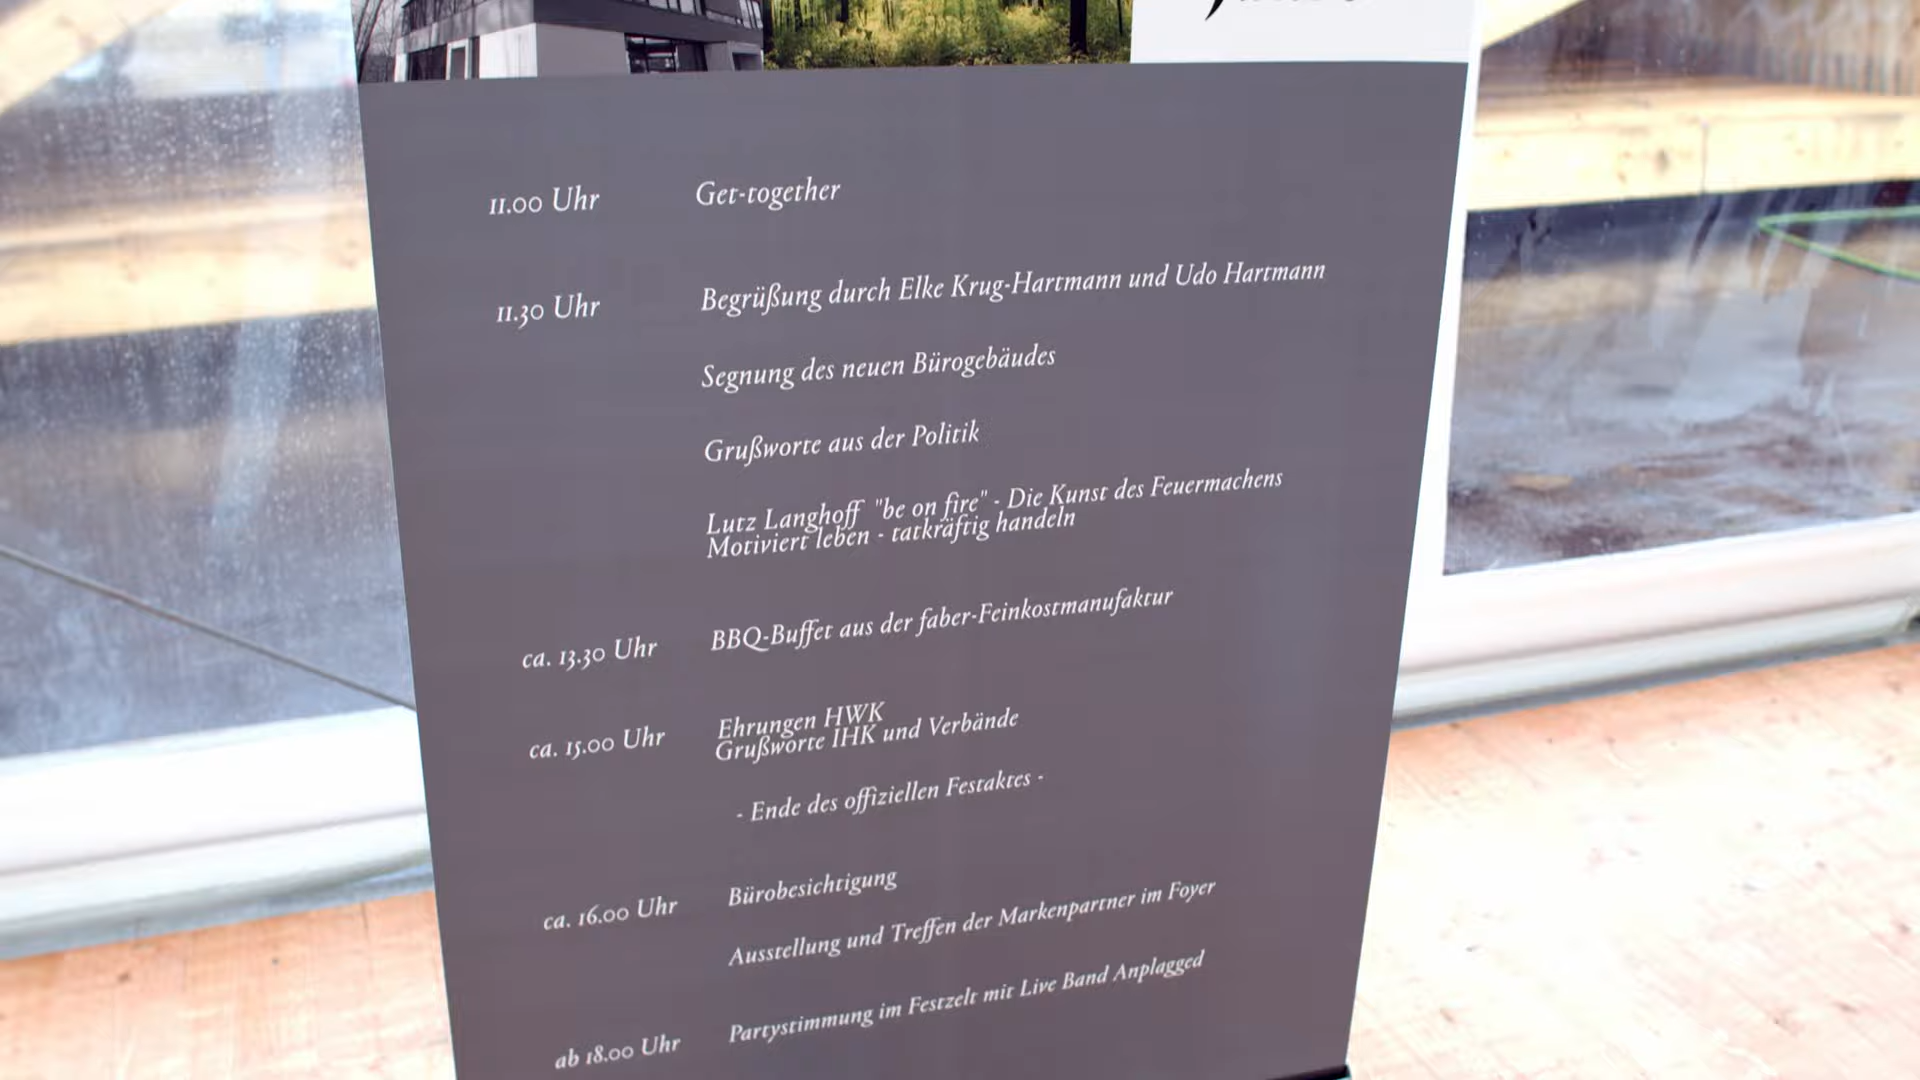 11.00 Uhr Get-together
11.30 Uhr Begrüßung durch Elke Krug-Hartmann und Udo Hartmann
Segnung des neuen Bürogebäudes
Grußworte aus der Politik
Lutz Langhoff "be on fire" - Die Kunst des Feuermachens
Motiviert leben - tatkräftig handeln
ca. 13.30 Uhr BBQ-Buffet aus der faber-Feinkostmanufaktur
ca. 15.00 Uhr Ehrungen HWK
Grußworte IHK und Verbände
- Ende des offiziellen Festaktes -
ca. 16.00 Uhr Bürobesichtigung
Ausstellung und Treffen der Markenpartner im Foyer
ab 18.00 Uhr Partystimmung im Festzelt mit Live Band Anplagged